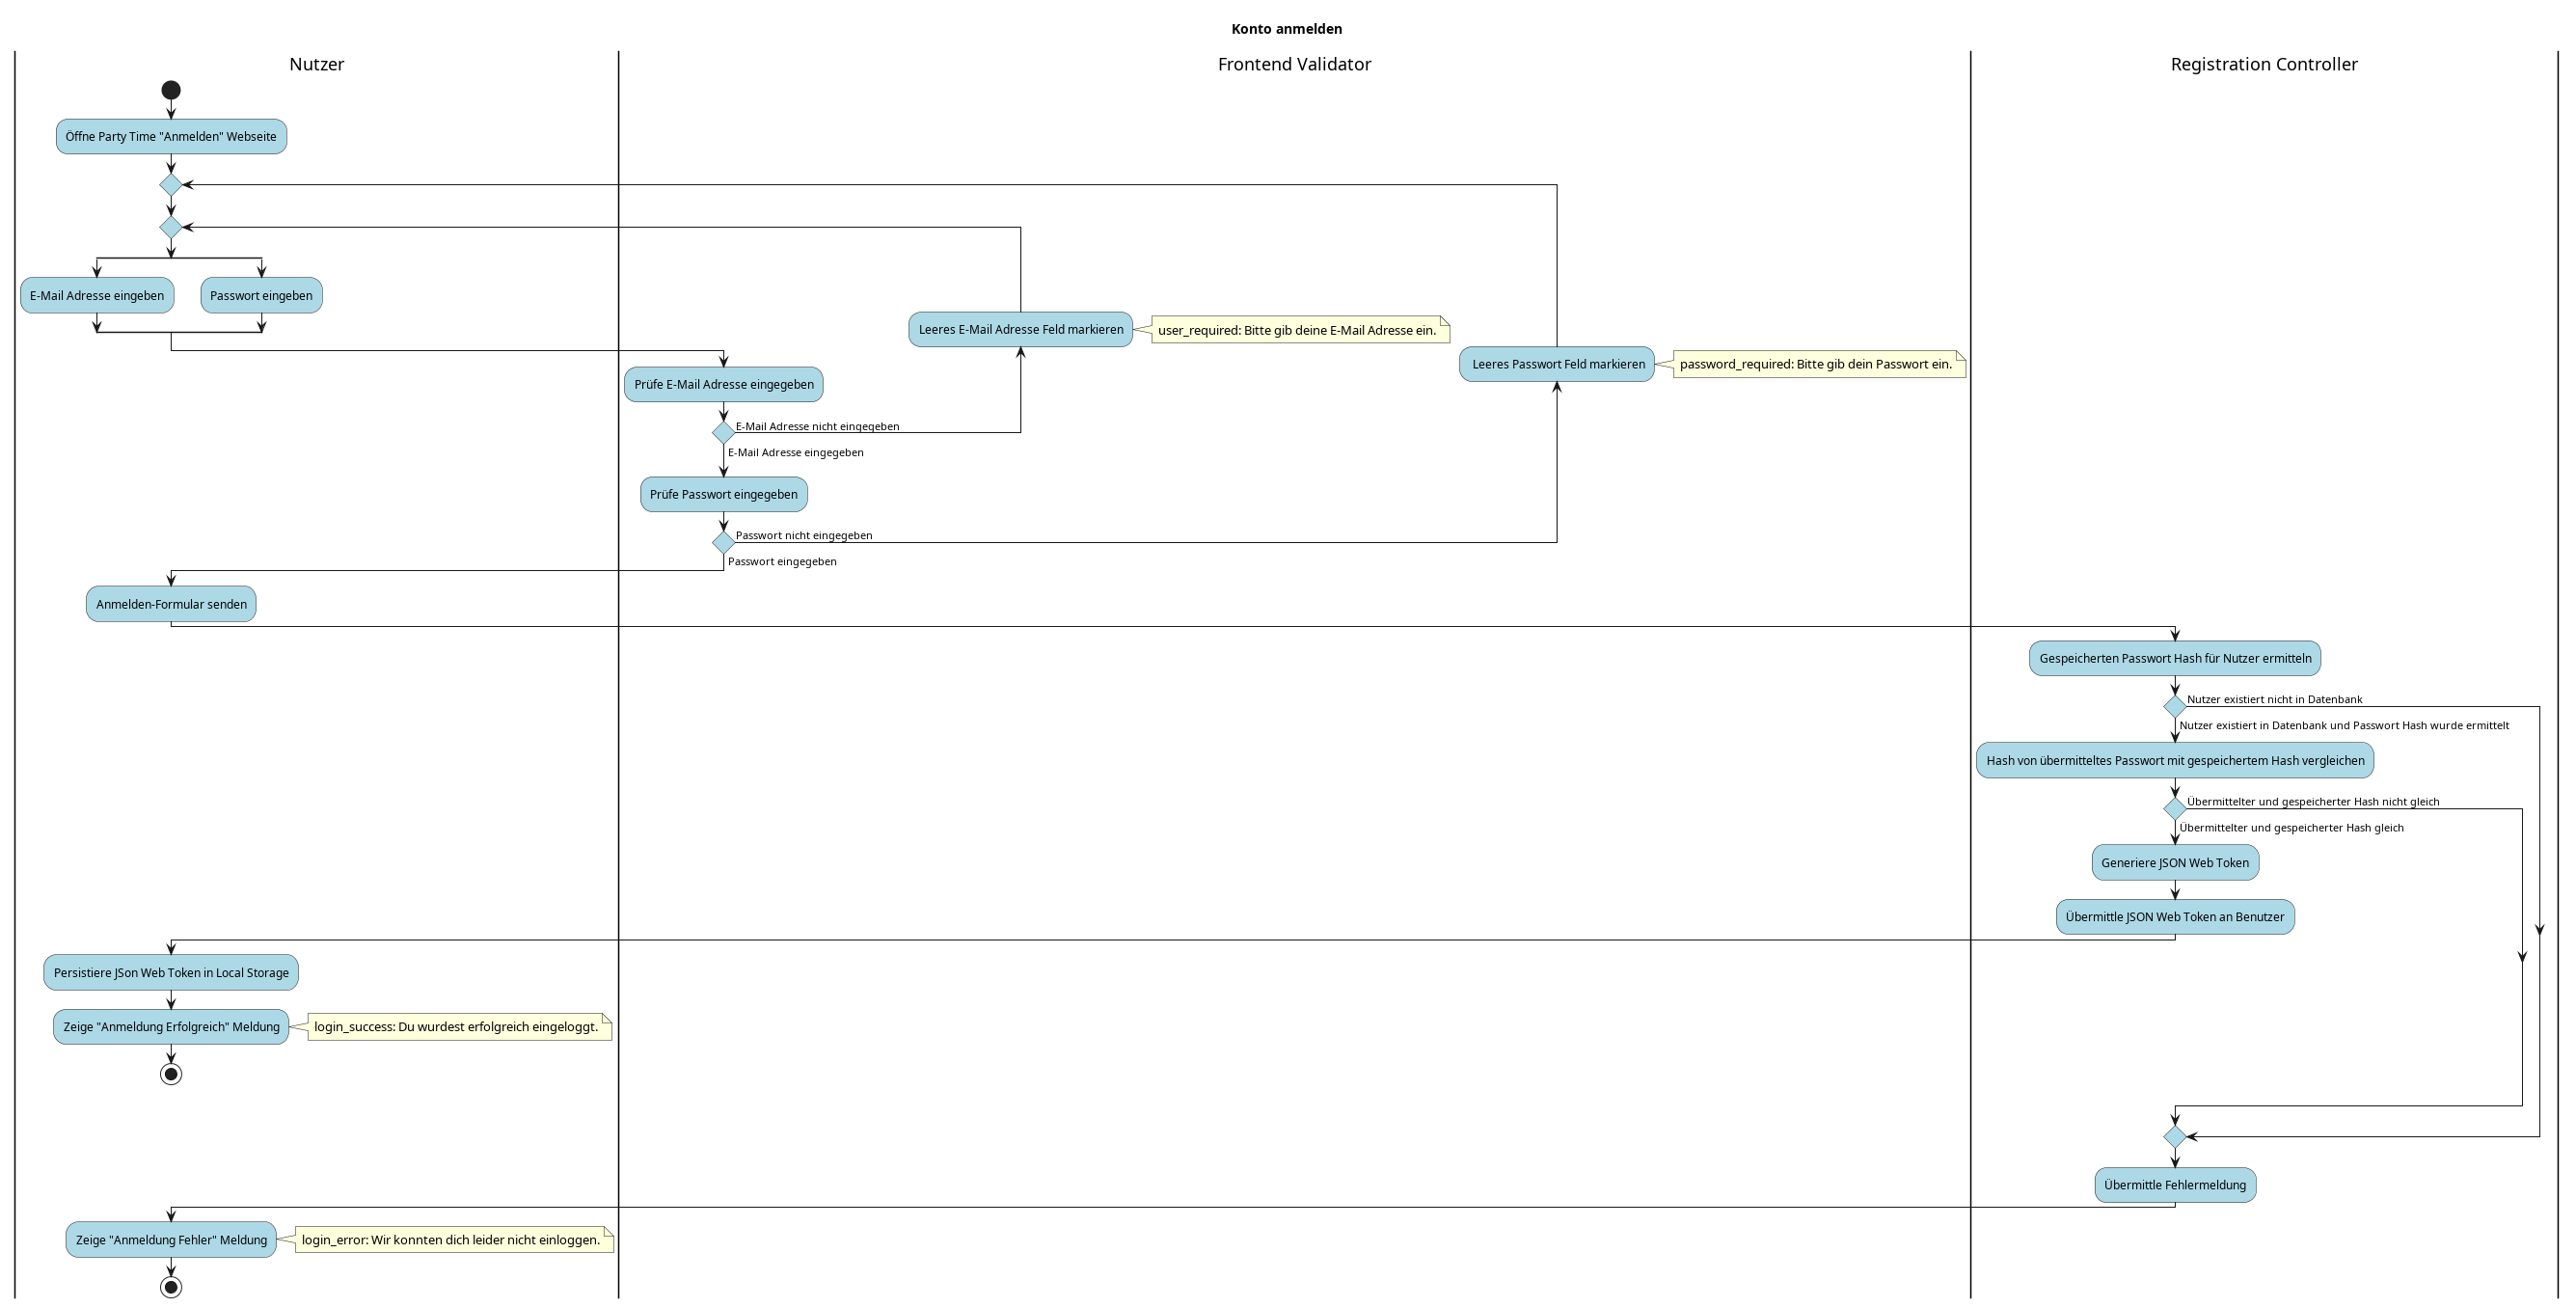 Konto anmelden
Nutzer
Frontend Validator
Registration Controller
Öffne Party Time "Anmelden" Webseite
E-Mail Adresse eingeben
Passwort eingeben
Leeres E-Mail Adresse Feld markieren
user_required: Bitte gib deine E-Mail Adresse ein.
Leeres Passwort Feld markieren
password_required: Bitte gib dein Passwort ein.
Prüfe E-Mail Adresse eingegeben
E-Mail Adresse nicht eingegeben
E-Mail Adresse eingegeben
Prüfe Passwort eingegeben
Passwort nicht eingegeben
Passwort eingegeben
Anmelden-Formular senden
Gespeicherten Passwort Hash für Nutzer ermitteln
Nutzer existiert nicht in Datenbank
Nutzer existiert in Datenbank und Passwort Hash wurde ermittelt
Hash von übermitteltes Passwort mit gespeichertem Hash vergleichen
Übermittelter und gespeicherter Hash nicht gleich
Übermittelter und gespeicherter Hash gleich
Generiere JSON Web Token
Übermittle JSON Web Token an Benutzer
Persistiere JSon Web Token in Local Storage
Zeige "Anmeldung Erfolgreich" Meldung
login_success: Du wurdest erfolgreich eingeloggt.
Übermittle Fehlermeldung
Zeige "Anmeldung Fehler" Meldung
login_error: Wir konnten dich leider nicht einloggen.